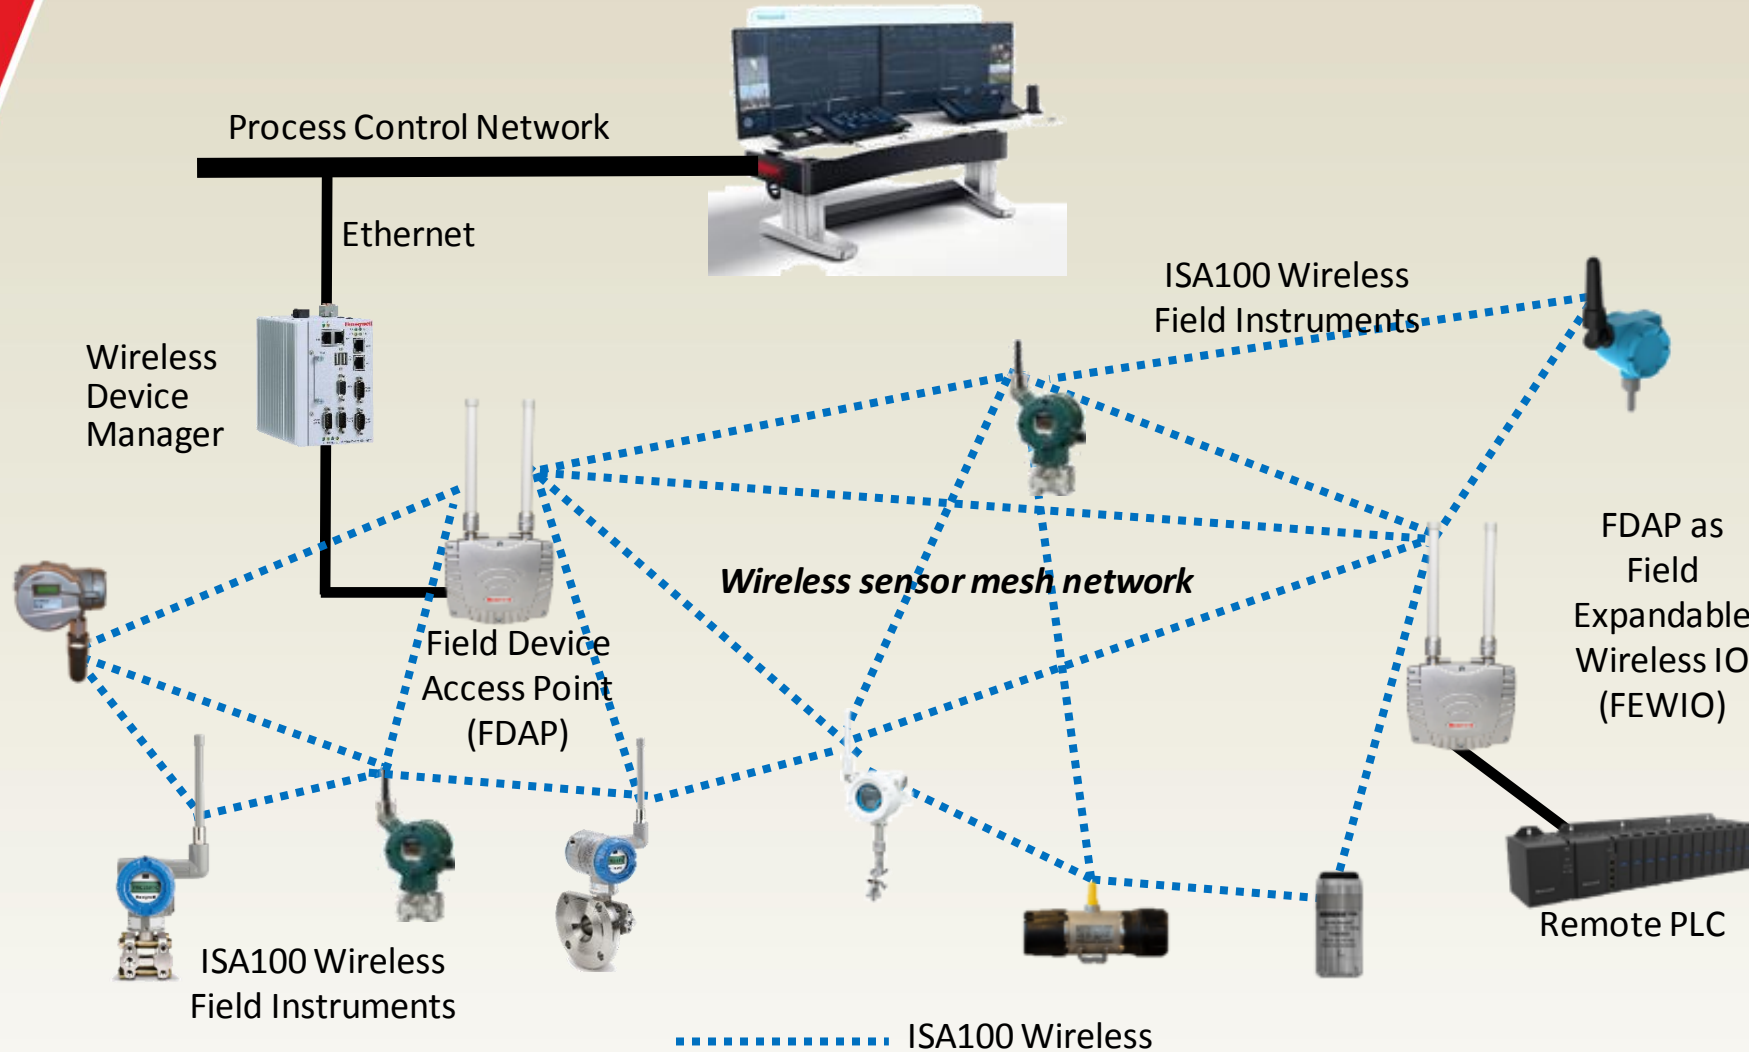 Process Control Network
Ethernet
ISA100 Wireless
Field Instruments
Wireless
Device
Manager
Honeywell
FDAP as
Field
Expandable
Wireless IO
(FEWIO)
Wireless sensor mesh network
Field Device
Access Point
(FDAP)
Remote PLC
ISA100 Wireless
Field Instruments
ISA100 Wireless